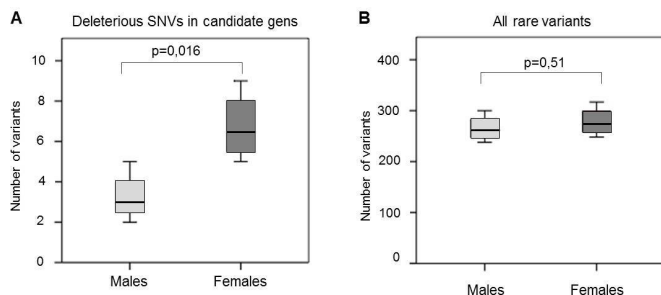 A
Deleterious SNVs in candidate gens
p=0,016
10
8
6
4
2
0
Number of variants
Males
Females
B
All rare variants
p=0,51
400
300
200
100
0
Number of variants
Males
Females